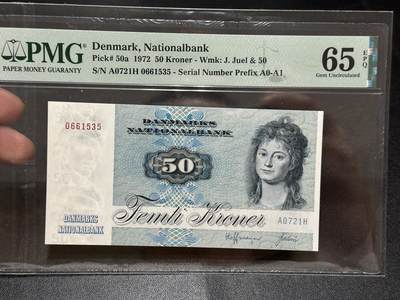 PMG
PAPER MONEY GUARANTY
Denmark, Nationalbank
Pick# 50a 1972 50 Kroner - Wmk: J. Juel & 50
S/N A0721H 0661535 - Serial Number Prefix A0-A1
65 EPQ
Gem Uncirculated
0661535
DANMARKS
NATIONALBANK
50
DANMARKS
NATIONALBANK
Femti Kroner
A0721H